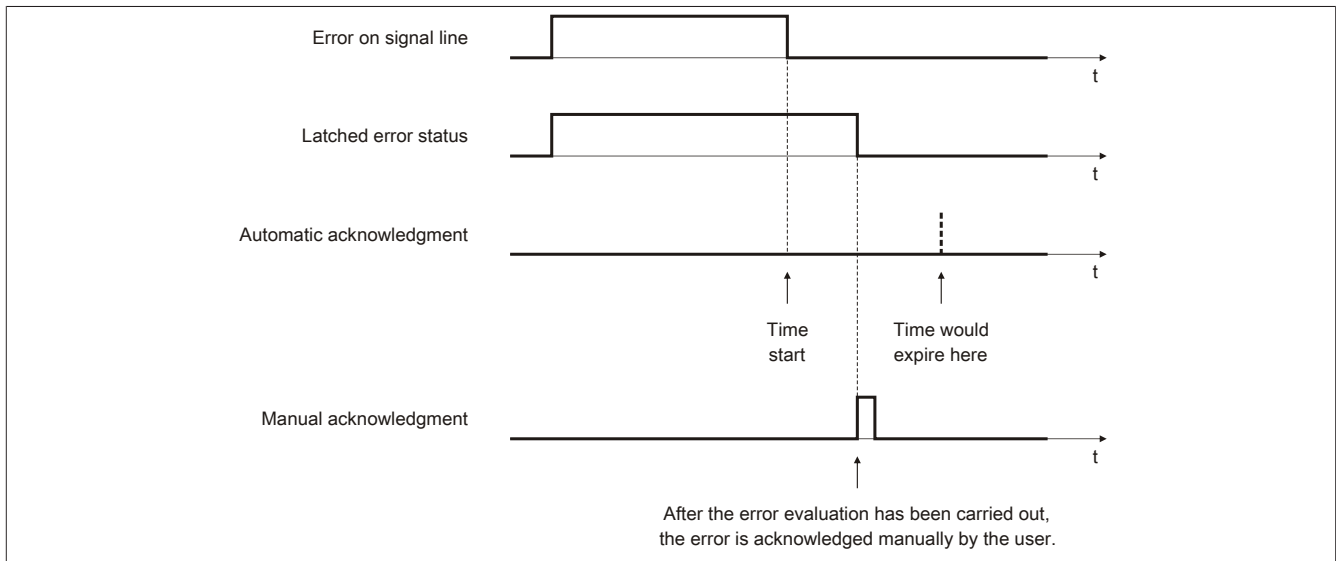 Error on signal line
t
Latched error status
t
Automatic acknowledgment
t
Time
start
Time would
expire here
Manual acknowledgment
t
After the error evaluation has been carried out,
the error is acknowledged manually by the user.